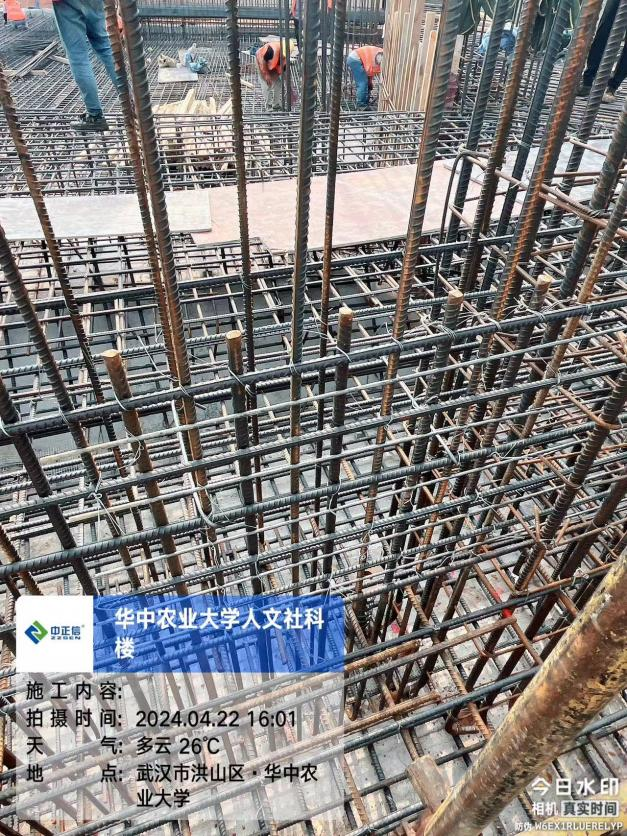 中正信
ZZSEN
华中农业大学人文社科
楼
施工内容:
拍摄时间: 2024.04.22 16:01
天气: 多云 26℃
地点: 武汉市洪山区·华中农
业大学
今日水印
相机 真实时间
防伪 W6EX1RLUERELYP